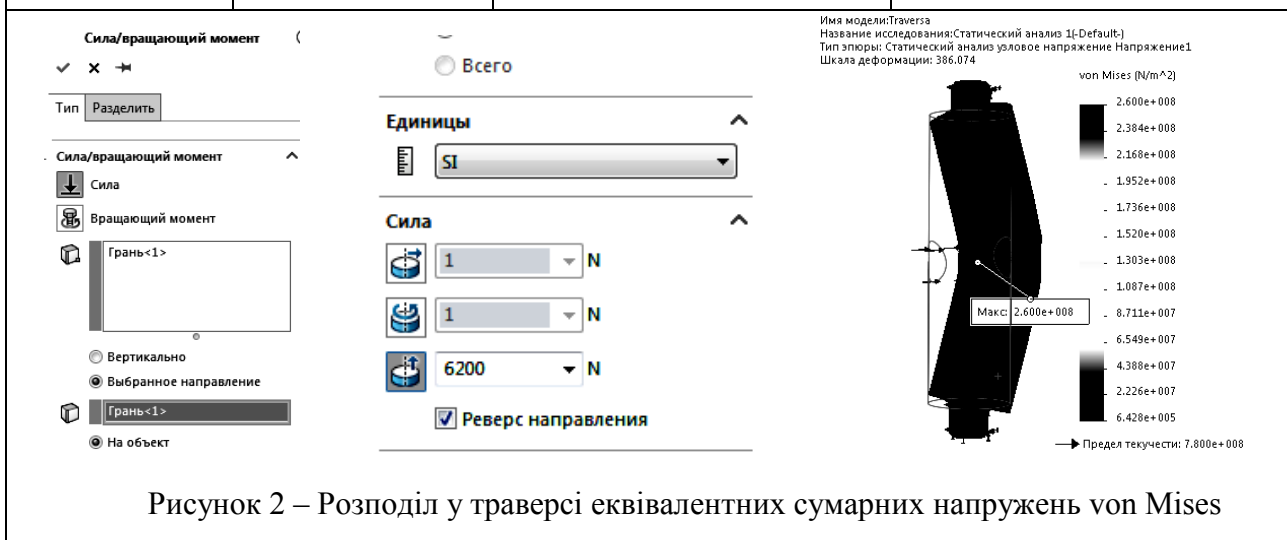 Сила/вращающий момент
Тип Разделить
Сила/вращающий момент
Сила
Вращающий момент
Грань<1>
Вертикально
Выбранное направление
Грань<1>
На объект
Всего
Единицы
SI
Сила
1 N
1 N
6200 N
Реверс направления
Имя модели:Traversa
Название исследования:Статический анализ 1(-Default-)
Тип эпюры: Статический анализ узловое напряжение Напряжение1
Шкала деформации: 386.074
von Mises (N/m^2)
2.600e+008
2.384e+008
2.168e+008
1.952e+008
1.736e+008
1.520e+008
1.303e+008
1.087e+008
8.711e+007
6.549e+007
4.388e+007
2.226e+007
6.428e+005
Макс: 2.600e+008
Предел текучести: 7.800e+008
Рисунок 2 – Розподіл у траверсі еквівалентних сумарних напружень von Mises